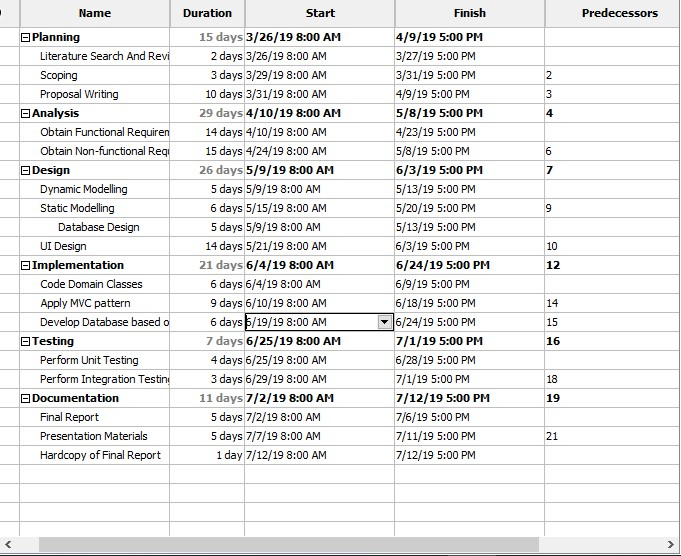 Name Duration Start Finish Predecessors
Planning 15 days 3/26/19 8:00 AM 4/9/19 5:00 PM
Literature Search And Revi 2 days 3/26/19 8:00 AM 3/27/19 5:00 PM
Scoping 3 days 3/29/19 8:00 AM 3/31/19 5:00 PM 2
Proposal Writing 10 days 3/31/19 8:00 AM 4/9/19 5:00 PM 3
Analysis 29 days 4/10/19 8:00 AM 5/8/19 5:00 PM 4
Obtain Functional Requirem 14 days 4/10/19 8:00 AM 4/23/19 5:00 PM
Obtain Non-functional Requ 15 days 4/24/19 8:00 AM 5/8/19 5:00 PM 6
Design 26 days 5/9/19 8:00 AM 6/3/19 5:00 PM 7
Dynamic Modelling 5 days 5/9/19 8:00 AM 5/13/19 5:00 PM
Static Modelling 6 days 5/15/19 8:00 AM 5/20/19 5:00 PM 9
Database Design 5 days 5/9/19 8:00 AM 5/13/19 5:00 PM
UI Design 14 days 5/21/19 8:00 AM 6/3/19 5:00 PM 10
Implementation 21 days 6/4/19 8:00 AM 6/24/19 5:00 PM 12
Code Domain Classes 6 days 6/4/19 8:00 AM 6/9/19 5:00 PM
Apply MVC pattern 9 days 6/10/19 8:00 AM 6/18/19 5:00 PM 14
Develop Database based o 6 days 6/19/19 8:00 AM 6/24/19 5:00 PM 15
Testing 7 days 6/25/19 8:00 AM 7/1/19 5:00 PM 16
Perform Unit Testing 4 days 6/25/19 8:00 AM 6/28/19 5:00 PM
Perform Integration Testing 3 days 6/29/19 8:00 AM 7/1/19 5:00 PM 18
Documentation 11 days 7/2/19 8:00 AM 7/12/19 5:00 PM 19
Final Report 5 days 7/2/19 8:00 AM 7/6/19 5:00 PM
Presentation Materials 5 days 7/7/19 8:00 AM 7/11/19 5:00 PM 21
Hardcopy of Final Report 1 day 7/12/19 8:00 AM 7/12/19 5:00 PM